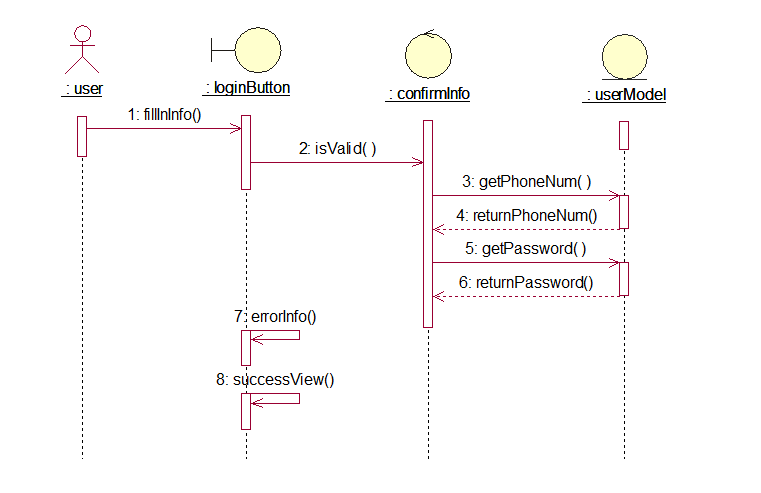 : user
: loginButton
: confirmInfo
: userModel
1: fillInInfo()
2: isValid( )
3: getPhoneNum( )
4: returnPhoneNum()
5: getPassword( )
6: returnPassword()
7: errorInfo()
8: successView()